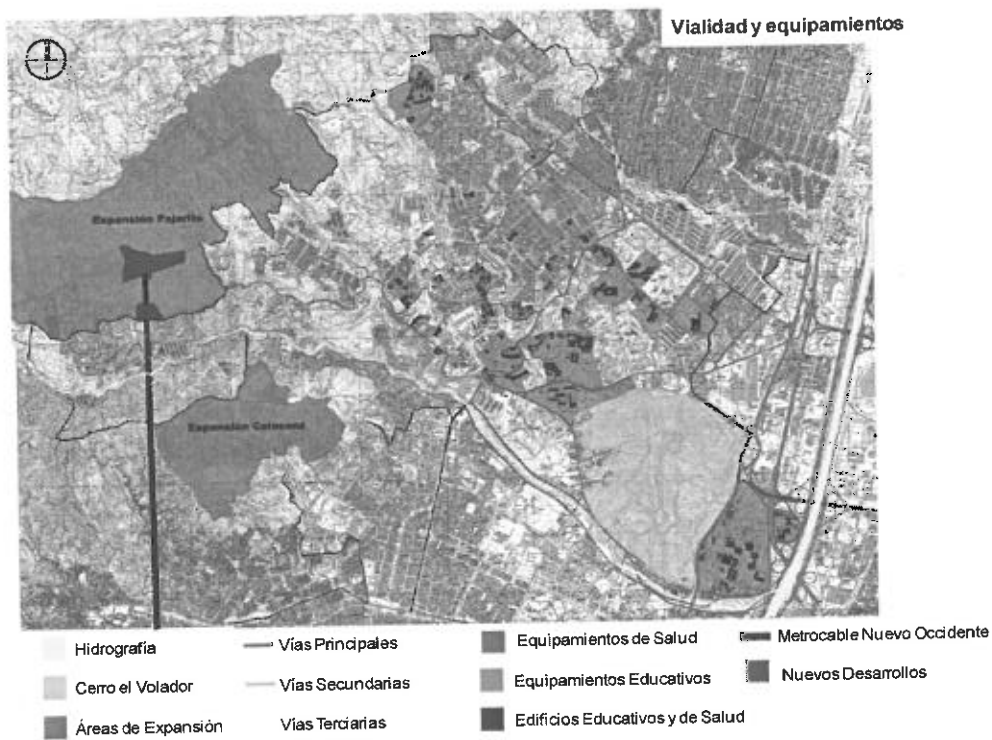 Vialidad y equipamientos
Expansión Pajarito
Expansión
Hidrografía
Cerro el Volador
Áreas de Expansión
Vías Principales
Vías Secundarias
Vías Terciarias
Equipamientos de Salud
Equipamientos Educativos
Edificios Educativos y de Salud
Metrocable Nuevo Occidente
Nuevos Desarrollos